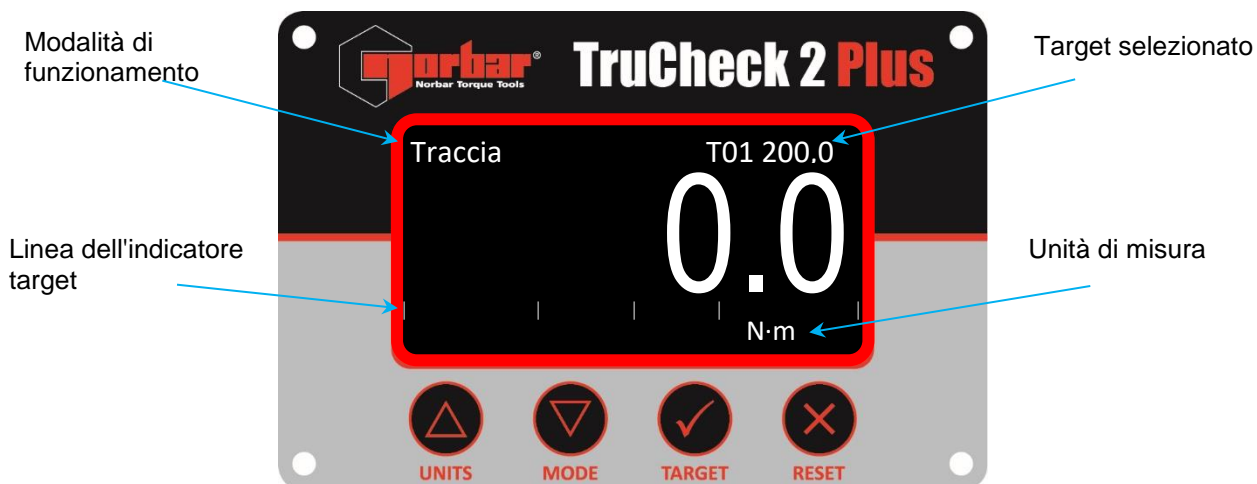 Modalità di
funzionamento
norbar®
Norbar Torque Tools
TruCheck 2 Plus
Target selezionato
Traccia
T01 200.0
0.0
Linea dell'indicatore
target
Unità di misura
N·m
UNITS
MODE
TARGET
RESET